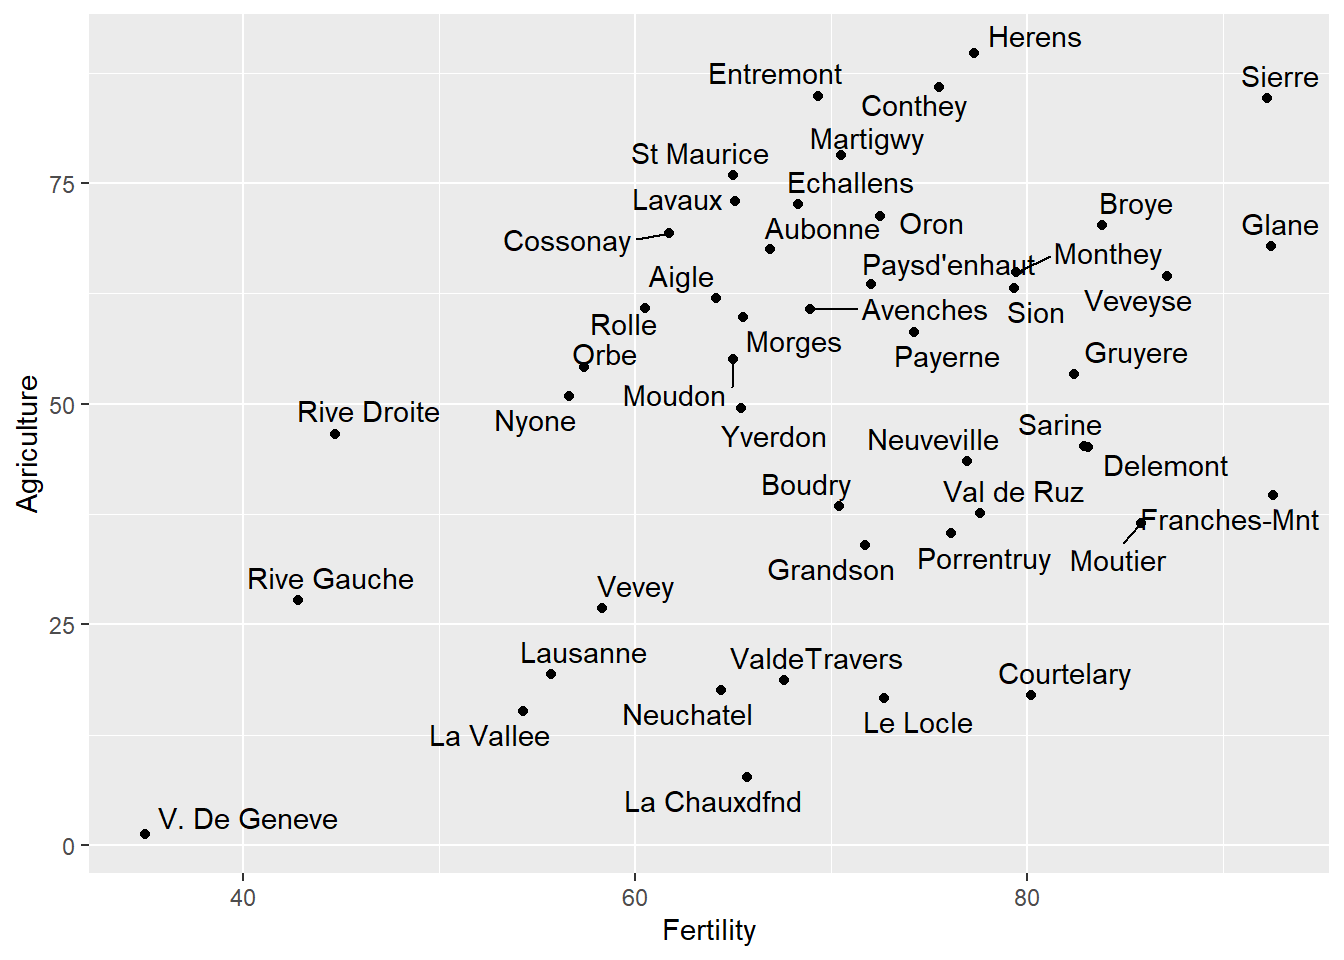 Herens
Entremont
Sierre
Conthey
Martigwy
St Maurice
Echallens
75
Lavaux
Broye
Oron
Glane
Aubonne
Cossonay
Monthey
Paysd'enhaut
Aigle
Veveyse
Avenches
Sion
Rolle
Morges
Orbe
Gruyere
Payerne
Moudon
50
Rive Droite
Nyone
Sarine
Yverdon
Neuveville
Agriculture
Delemont
Boudry
Val de Ruz
Franches-Mnt
Porrentruy
Moutier
Grandson
Rive Gauche
Vevey
25
Lausanne
ValdeTravers
Courtelary
Neuchatel
Le Locle
La Vallee
La Chauxdfnd
V. De Geneve
0
40
60
80
Fertility